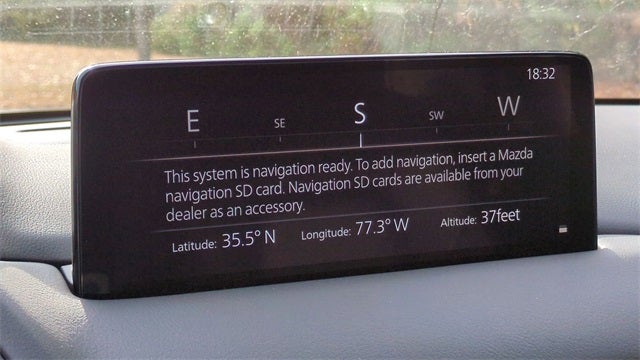 18:32
E SE S SW W
This system is navigation ready. To add navigation, insert a Mazda
navigation SD card. Navigation SD cards are available from your
dealer as an accessory.
Latitude: 35.5° N Longitude: 77.3° W Altitude: 37feet